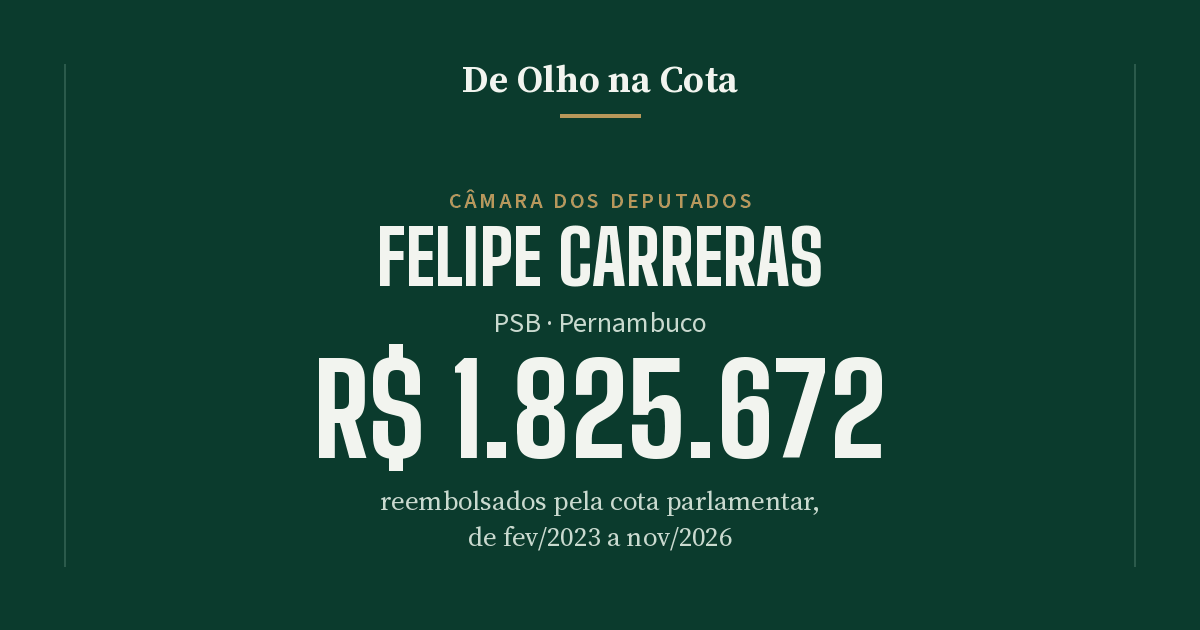 De Olho na Cota
CÂMARA DOS DEPUTADOS
FELIPE CARRERAS
PSB · Pernambuco
R$ 1.825.672
reembolsados pela cota parlamentar,
de fev/2023 a nov/2026